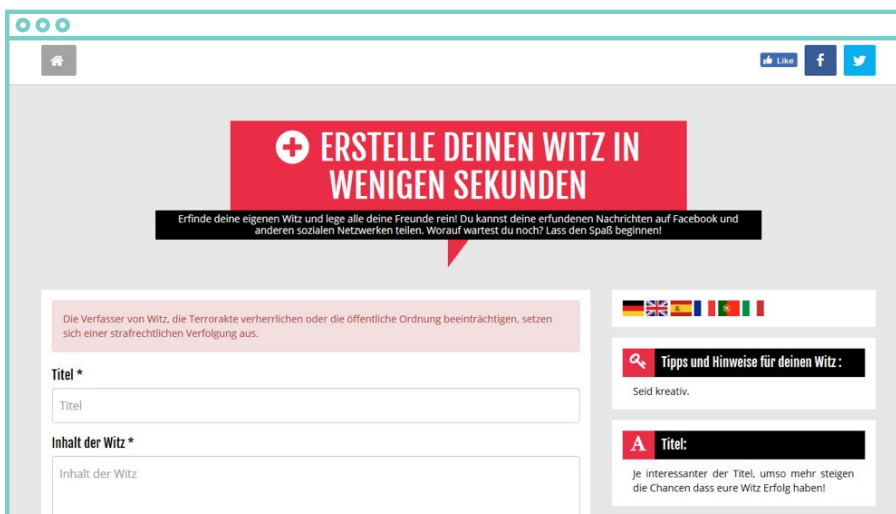 Like
f
ERSTELLE DEINEN WITZ IN
WENIGEN SEKUNDEN
Erfinde deine eigenen Witz und lege alle deine Freunde rein! Du kannst deine erfundenen Nachrichten auf Facebook und
anderen sozialen Netzwerken teilen. Worauf wartest du noch? Lass den Spaß beginnen!
Die Verfasser von Witz, die Terrorakte verherrlichen oder die öffentliche Ordnung beeinträchtigen, setzen
sich einer strafrechtlichen Verfolgung aus.
Titel *
Titel
Inhalt der Witz *
Inhalt der Witz
Tipps und Hinweise für deinen Witz :
Seid kreativ.
A Titel:
Je interessanter der Titel, umso mehr steigen
die Chancen dass eure Witz Erfolg haben!